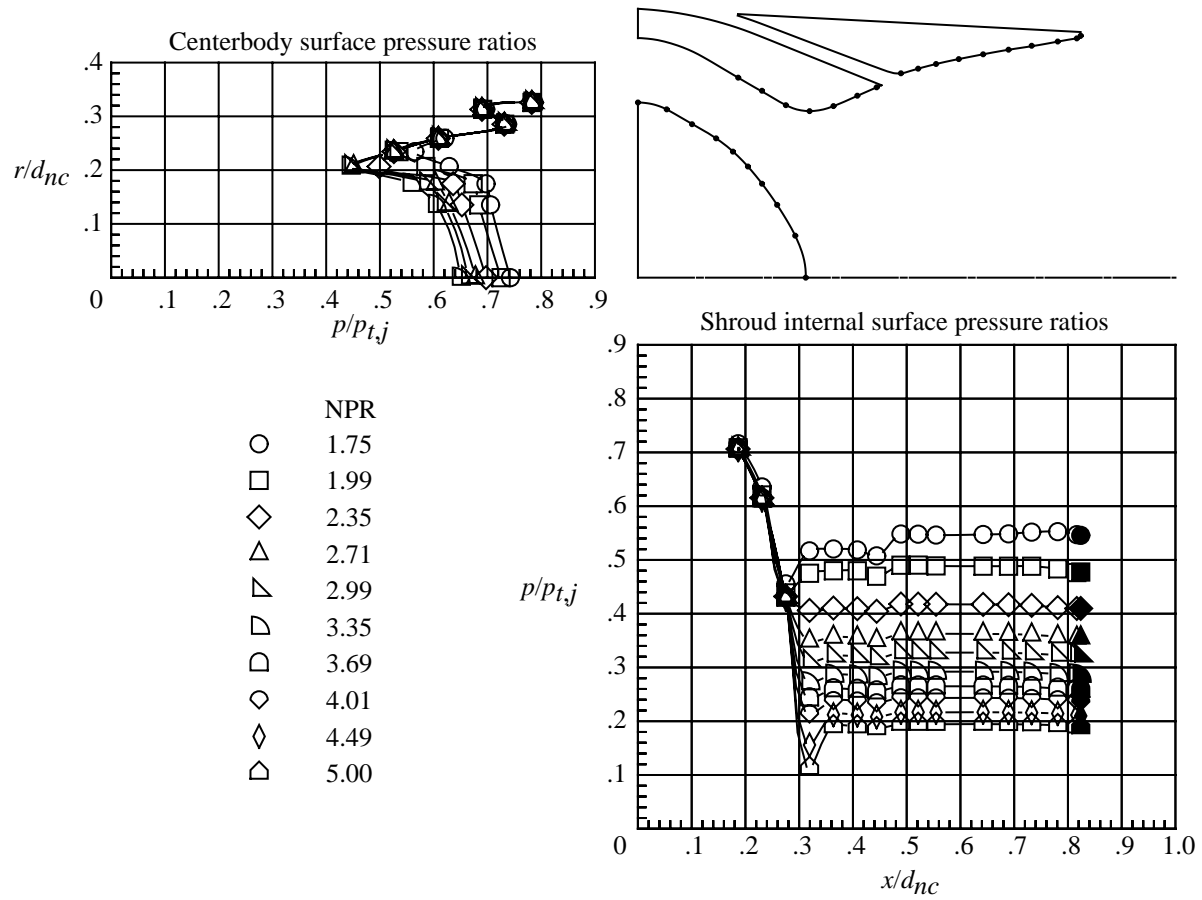 Centerbody surface pressure ratios
.4
.3
r/dnc .2
.1
0 .1 .2 .3 .4 .5 .6 .7 .8 .9
p/pt,j
Shroud internal surface pressure ratios
.9
.8
.7
.6
.5
p/pt,j
.4
.3
.2
.1
0 .1 .2 .3 .4 .5 .6 .7 .8 .9 1.0
x/dnc
NPR
1.75
1.99
2.35
2.71
2.99
3.35
3.69
4.01
4.49
5.00